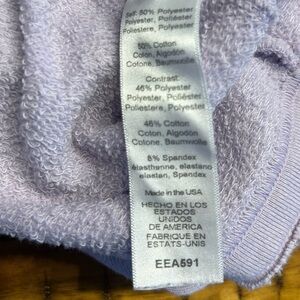 Self: 50% Polyester
Polyester, Poliéster
Poliestere, Polyester
50% Cotton
Coton, Algodón
Cotone, Baumwolle
Contrast:
46% Polyester
Polyester, Poliéster
Poliestere, Polyester
46% Cotton
Coton, Algodón
Cotone, Baumwolle
8% Spandex
élasthanne, elastano
elastan, Spandex
Made in the USA
HECHO EN LOS
ESTADOS
UNIDOS
DE AMERICA
FABRIQUE EN
ÉTATS-UNIS
EEA591